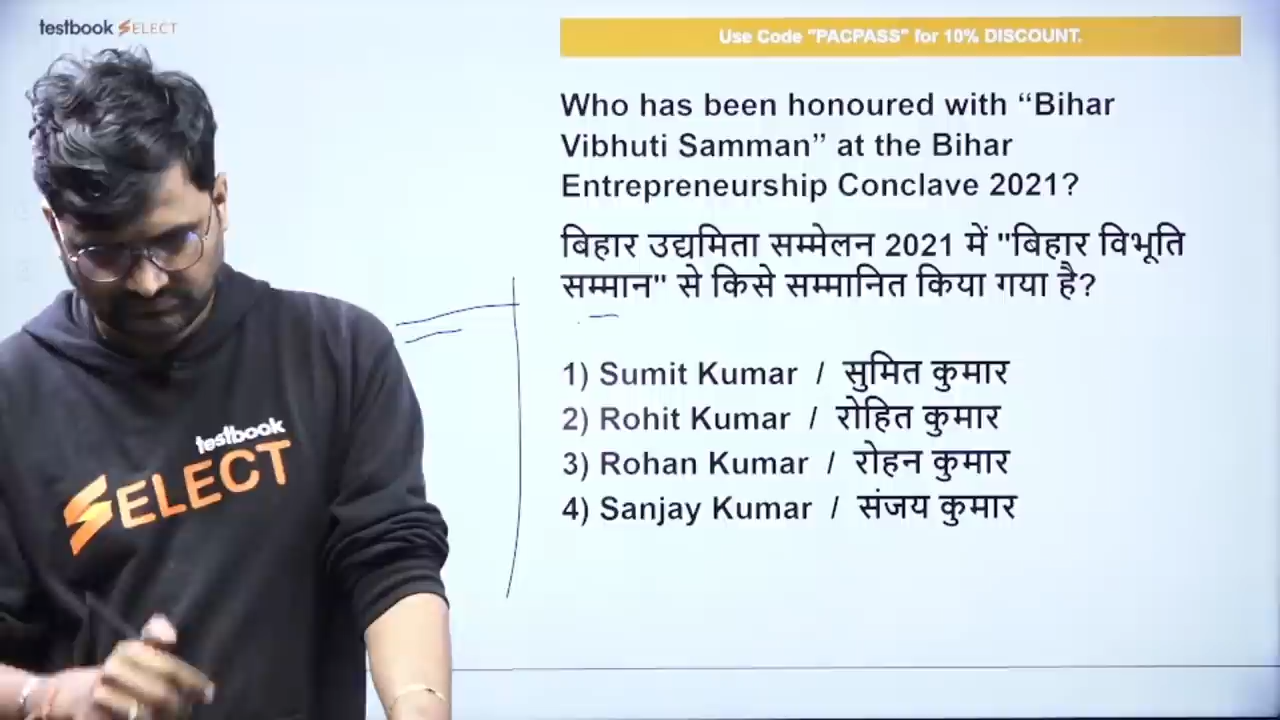 testbook SELECT
Use Code "PACPASS" for 10% DISCOUNT.
Who has been honoured with “Bihar
Vibhuti Samman” at the Bihar
Entrepreneurship Conclave 2021?
बिहार उद्यमिता सम्मेलन 2021 में "बिहार विभूति
सम्मान" से किसे सम्मानित किया गया है?
1) Sumit Kumar / सुमित कुमार
2) Rohit Kumar / रोहित कुमार
3) Rohan Kumar / रोहन कुमार
4) Sanjay Kumar / संजय कुमार
testbook
SELECT